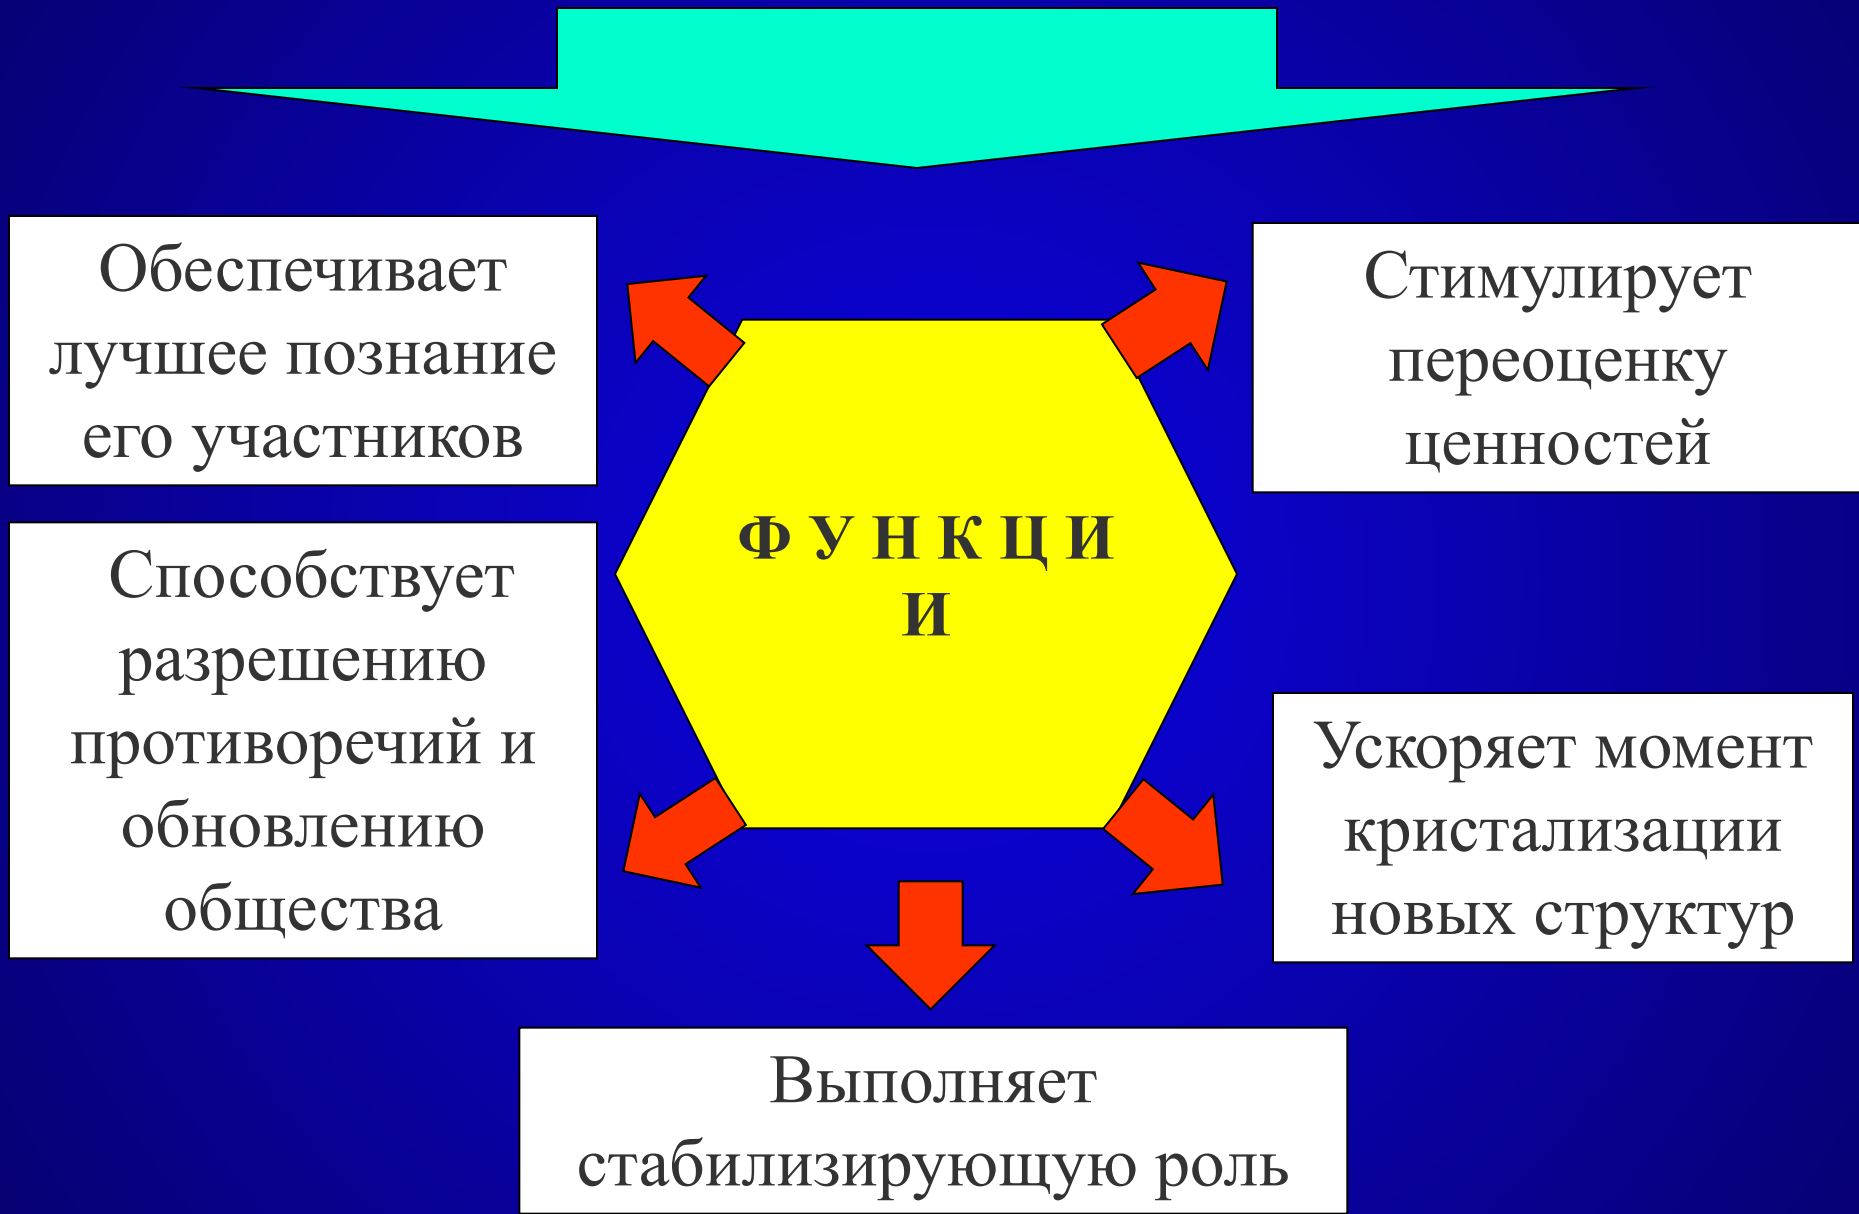 Обеспечивает
лучшее познание
его участников
Стимулирует
переоценку
ценностей
Ф У Н К Ц И
И
Способствует
разрешению
противоречий и
обновлению
общества
Ускоряет момент
кристализации
новых структур
Выполняет
стабилизирующую роль